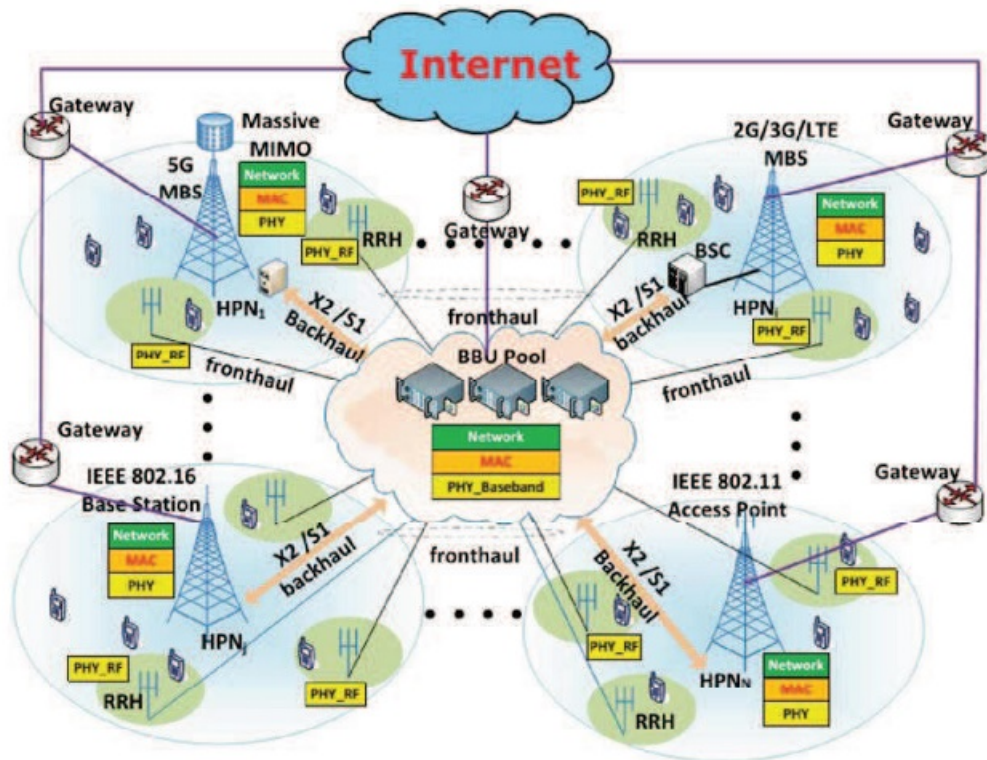 Internet
Gateway
Massive
MIMO
5G
MBS
Network
MAC
PHY
RRH
PHY_RF
HPN1
PHY_RF
X2 /S1
Backhaul
fronthaul
Gateway
2G/3G/LTE
MBS
Gateway
PHY_RF
RRH
BSC
Network
MAC
PHY
HPNi
PHY_RF
X2 /S1
backhaul
fronthaul
fronthaul
BBU Pool
Network
MAC
PHY_Baseband
Gateway
IEEE 802.16
Base Station
Network
MAC
PHY
HPNj
X2 /S1
backhaul
PHY_RF
RRH
PHY_RF
fronthaul
IEEE 802.11
Access Point
Gateway
PHY_RF
X2 /S1
Backhaul
PHY_RF
HPNN
RRH
Network
MAC
PHY